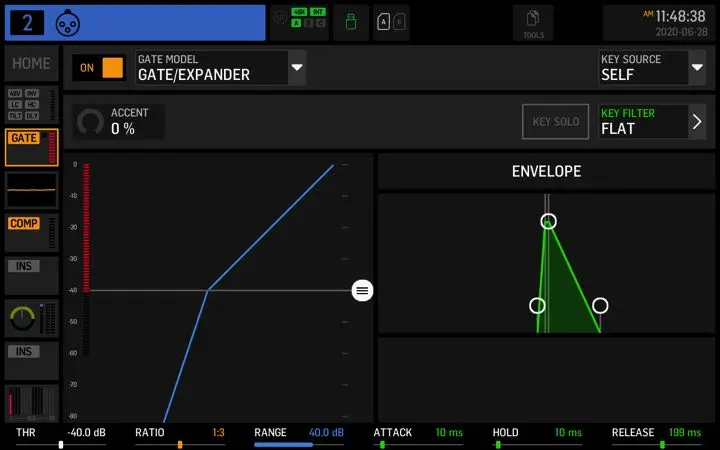 2
48K INT
A B C
A B
TOOLS
AM 11:48:38
2020-06-28
HOME
ON
GATE MODEL
GATE/EXPANDER
KEY SOURCE
SELF
48V INV
LC HC
TILT DLY
ACCENT
0 %
KEY SOLO
KEY FILTER
FLAT
GATE
COMP
INS
INS
0
-10
-20
-30
-40
-50
-60
-70
-80
ENVELOPE
THR -40.0 dB
RATIO 1:3
RANGE 40.0 dB
ATTACK 10 ms
HOLD 10 ms
RELEASE 199 ms